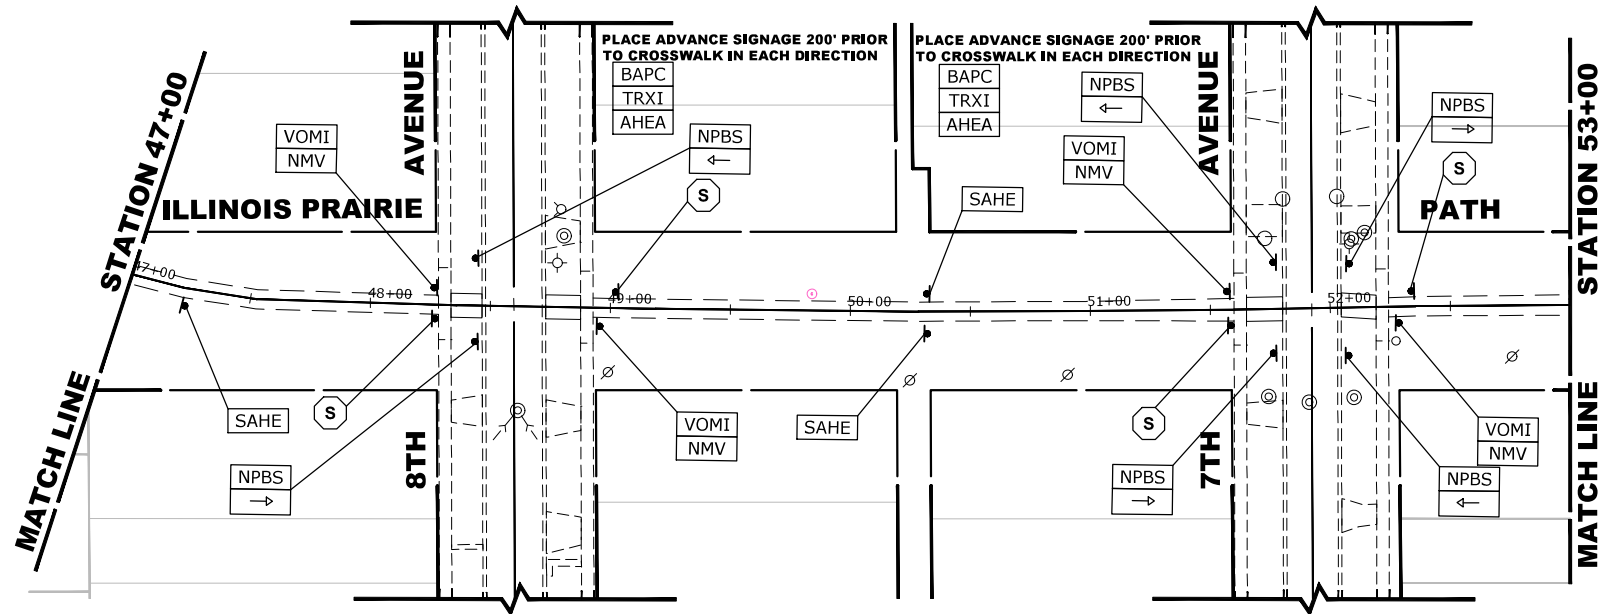 PLACE ADVANCE SIGNAGE 200' PRIOR
TO CROSSWALK IN EACH DIRECTION
BAPC
TRXI
AHEA
PLACE ADVANCE SIGNAGE 200' PRIOR
TO CROSSWALK IN EACH DIRECTION
BAPC
TRXI
AHEA
STATION 47+00
MATCH LINE
AVENUE
8TH
AVENUE
7TH
STATION 53+00
MATCH LINE
VOMI
NMV
NPBS
←
S
NPBS
←
VOMI
NMV
NPBS
→
S
SAHE
ILLINOIS PRAIRIE
PATH
47+00
48+00
49+00
50+00
51+00
52+00
SAHE
S
NPBS
→
VOMI
NMV
SAHE
S
NPBS
→
VOMI
NMV
NPBS
←